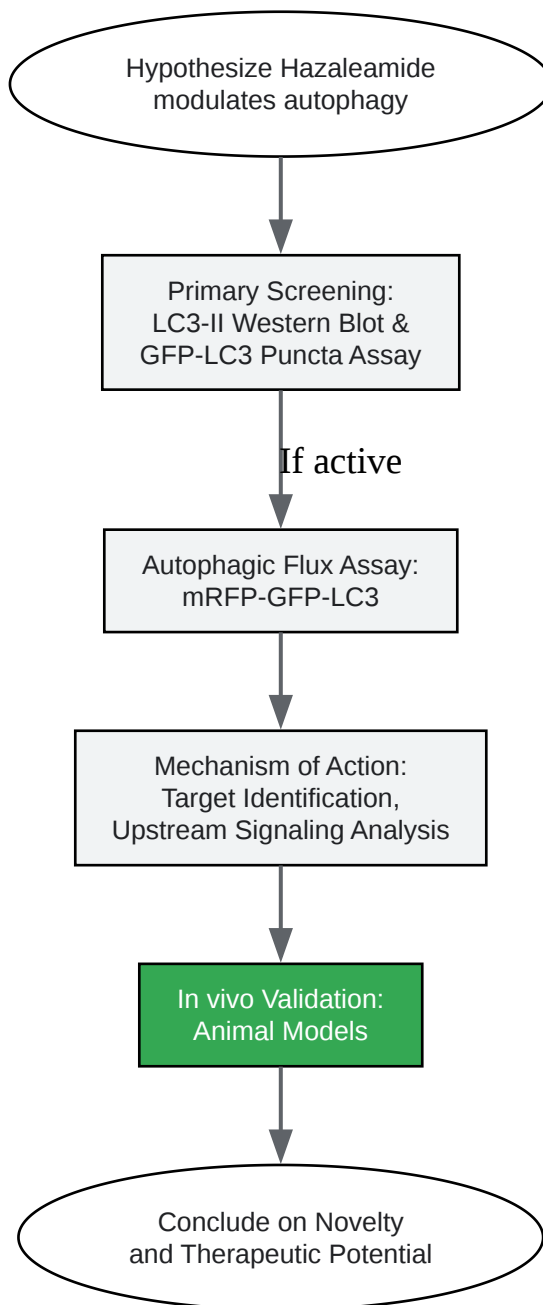 Hypothesize Hazaleamide
modulates autophagy
Primary Screening:
LC3-II Western Blot &
GFP-LC3 Puncta Assay
If active
Autophagic Flux Assay:
mRFP-GFP-LC3
Mechanism of Action:
Target Identification,
Upstream Signaling Analysis
In vivo Validation:
Animal Models
Conclude on Novelty
and Therapeutic Potential